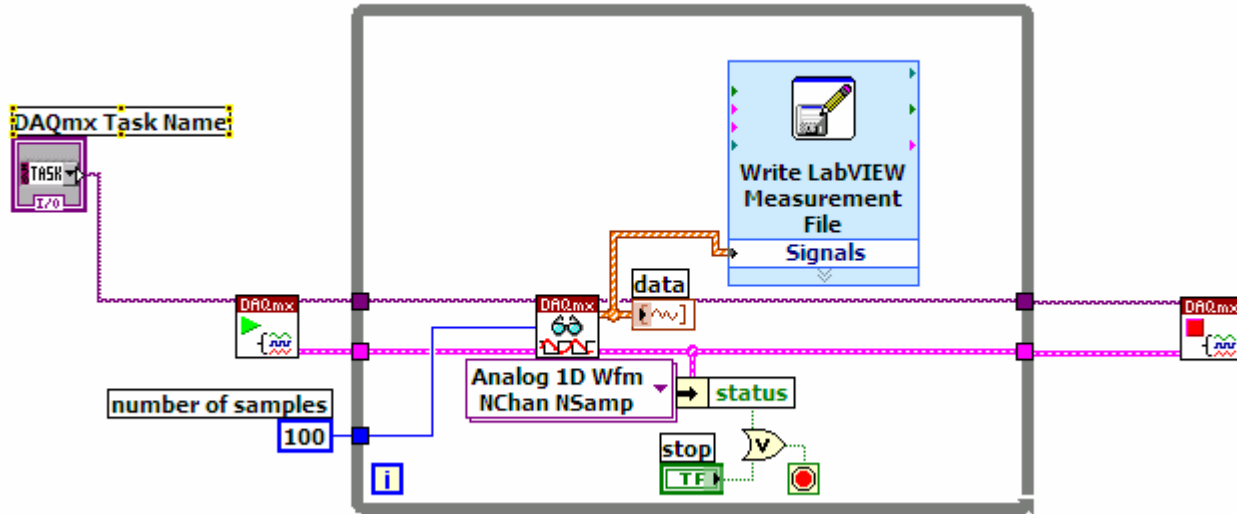 DAQmx Task Name
TASK
I/O
DAQmx
number of samples
100
i
DAQmx
Analog 1D Wfm
NChan NSamp
data
Write LabVIEW
Measurement
File
Signals
status
stop
TF
V
DAQmx